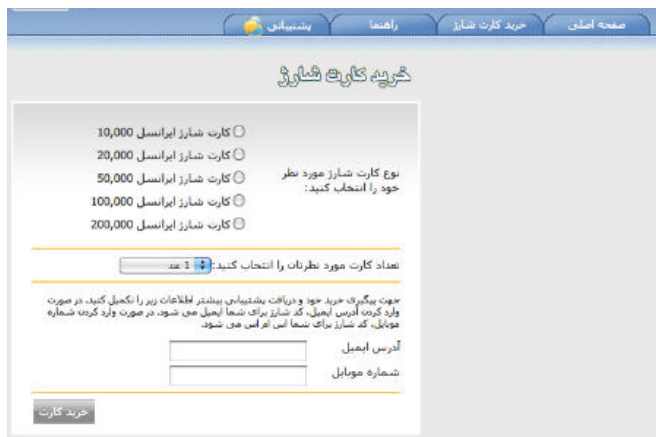 صفحه اصلی
خرید کارت شارژ
راهنما
پشتیبانی
خرید کارت شارژ
نوع کارت شارژ مورد نظر
خود را انتخاب کنید:
کارت شارژ ایرانسل 10,000
کارت شارژ ایرانسل 20,000
کارت شارژ ایرانسل 50,000
کارت شارژ ایرانسل 100,000
کارت شارژ ایرانسل 200,000
تعداد کارت مورد نظرتان را انتخاب کنید: 1 عدد
جهت پیگیری خرید خود و دریافت پشتیبانی بیشتر اطلاعات زیر را تکمیل کنید. در صورت
وارد کردن آدرس ایمیل، کد شارژ برای شما ایمیل می شود. در صورت وارد کردن شماره
موبایل، کد شارژ برای شما اس ام اس می شود.
آدرس ایمیل
شماره موبایل
خرید کارت